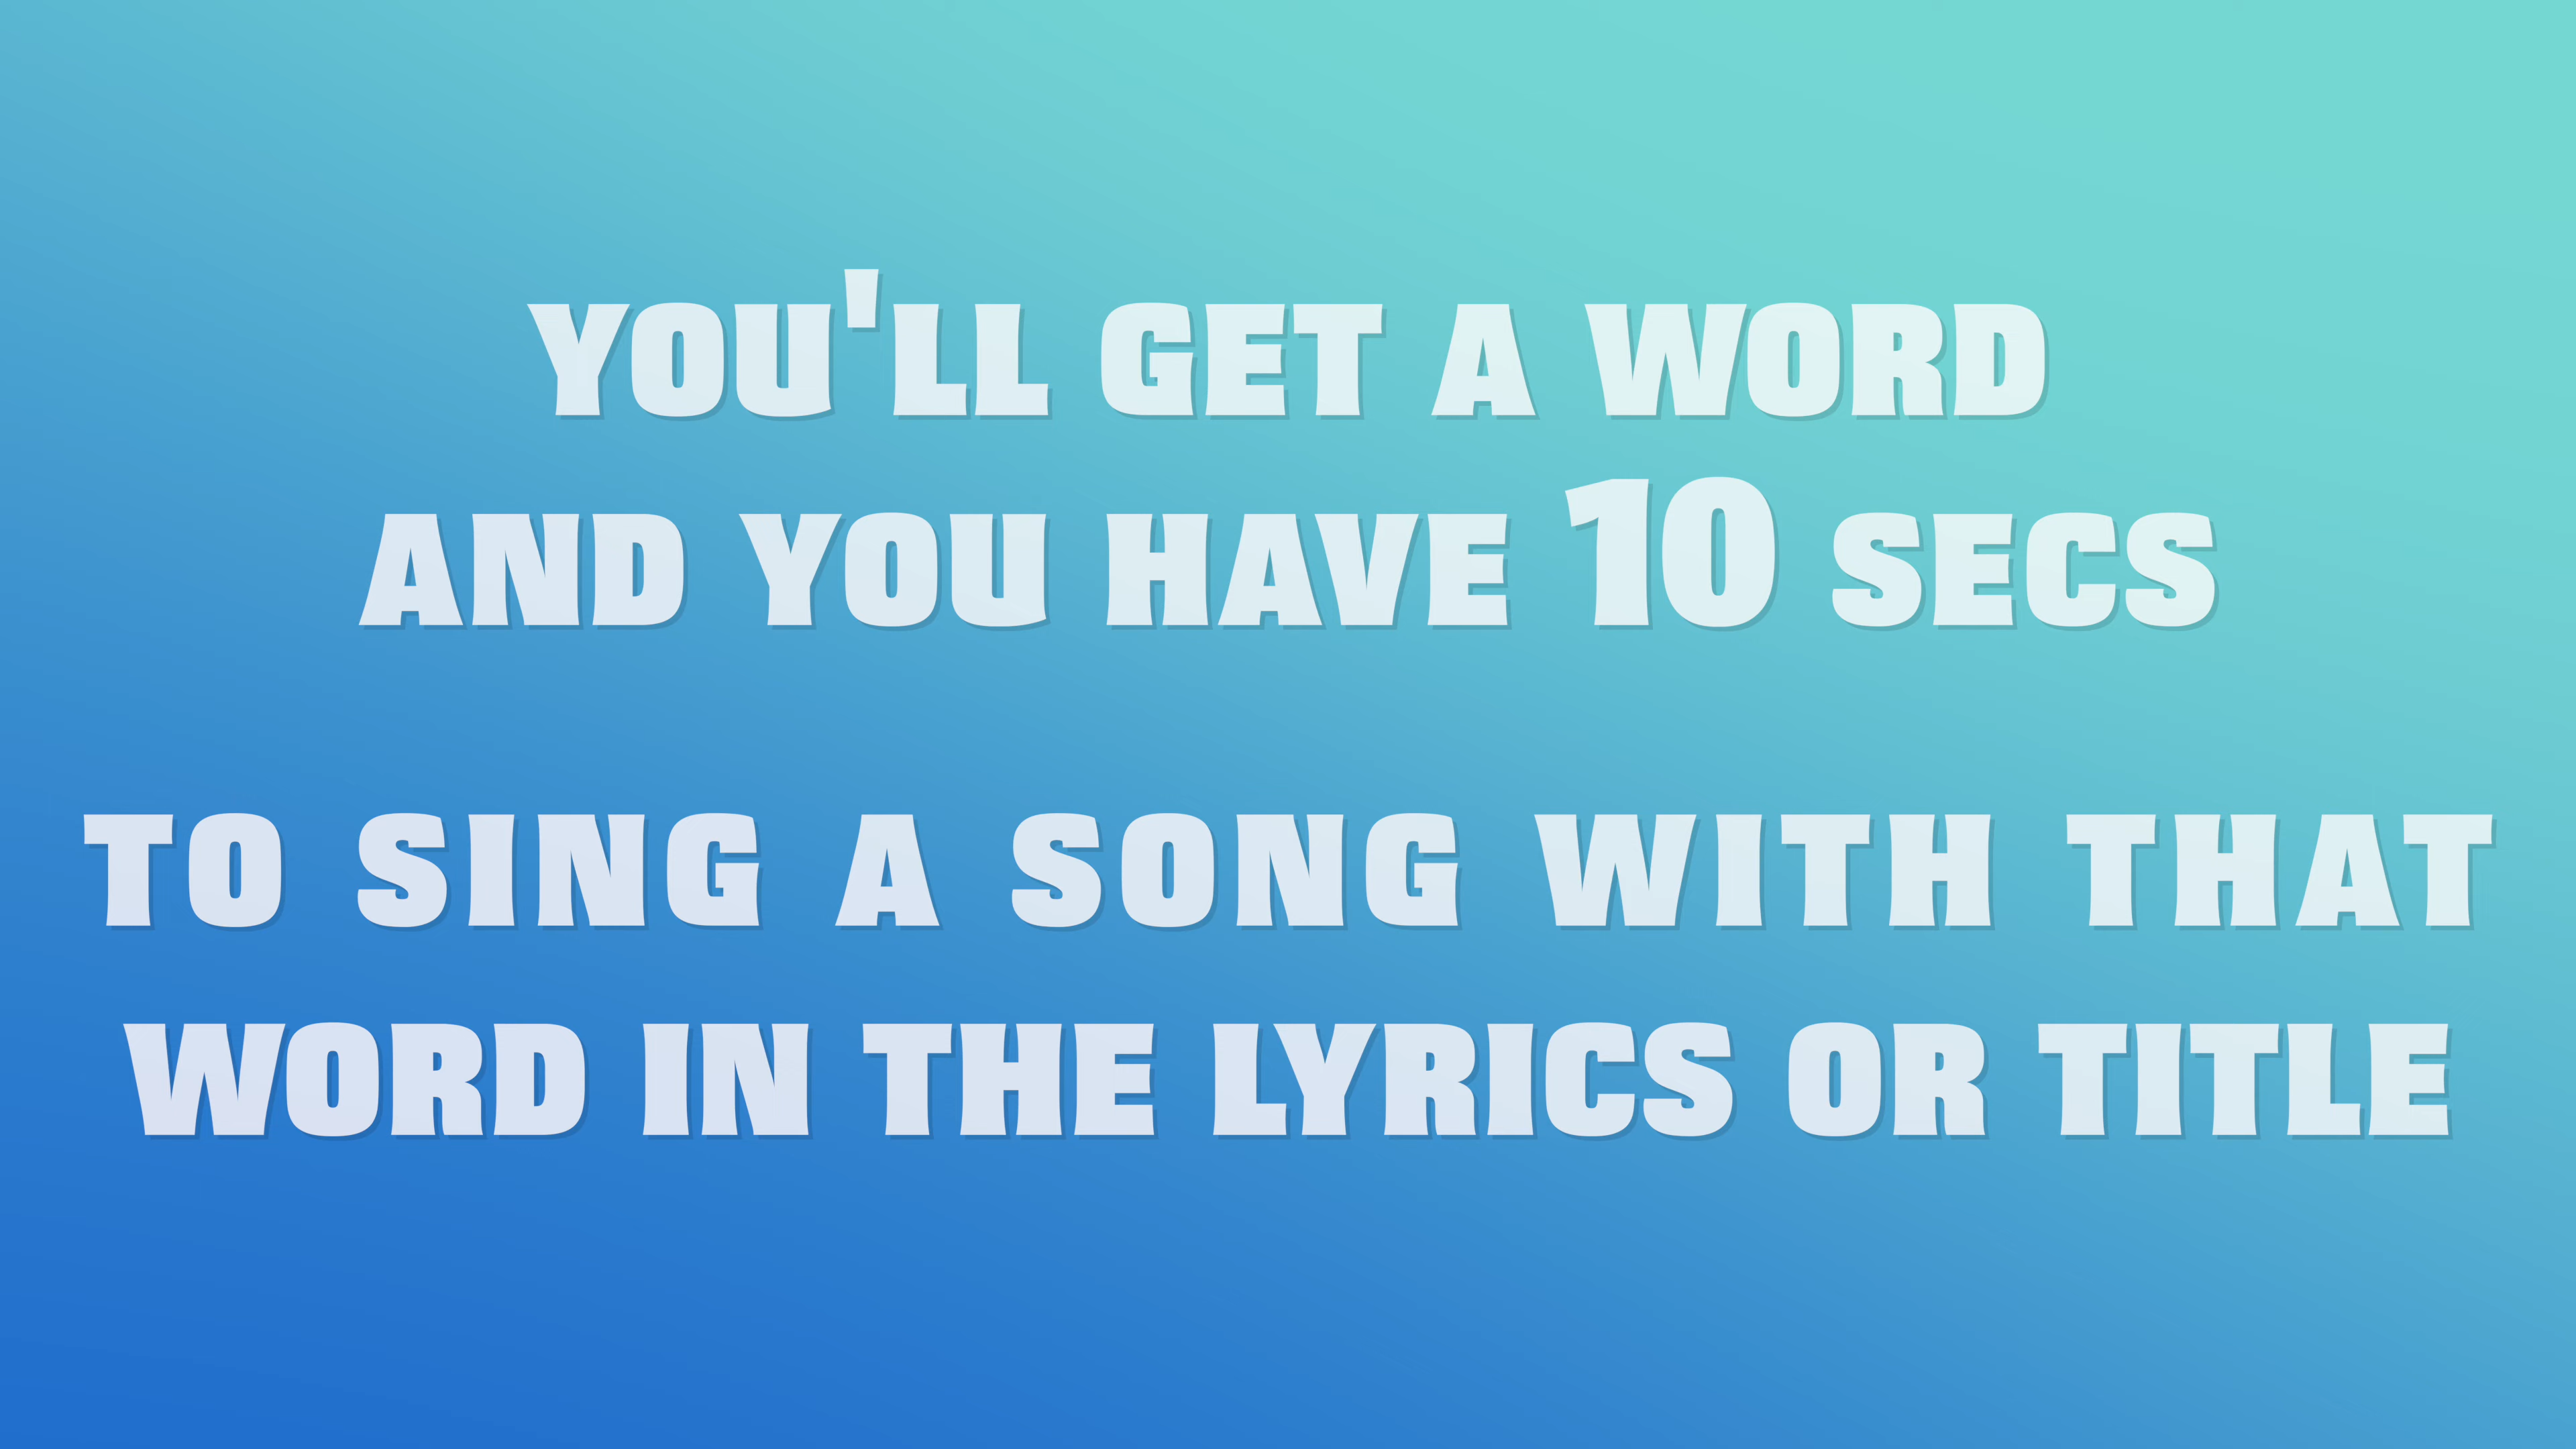 YOU'LL GET A WORD
AND YOU HAVE 10 SECS
TO SING A SONG WITH THAT
WORD IN THE LYRICS OR TITLE